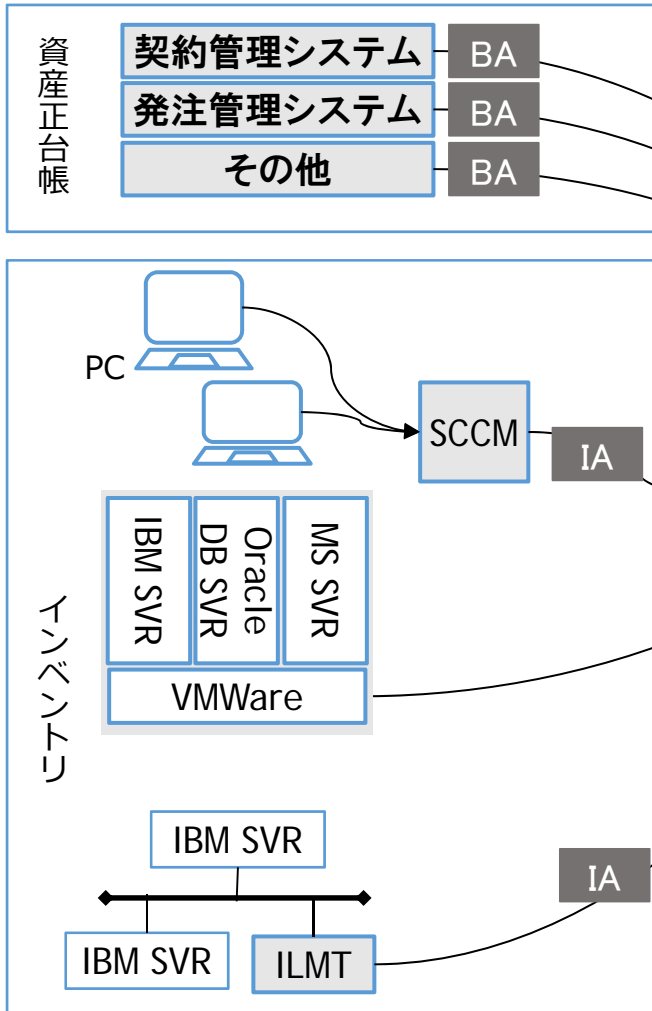 資産正台帳
契約管理システム
BA
発注管理システム
BA
その他
BA
PC
SCCM
IA
インベントリ
IBM SVR
Oracle
DB SVR
MS SVR
VMWare
IBM SVR
IA
IBM SVR
ILMT